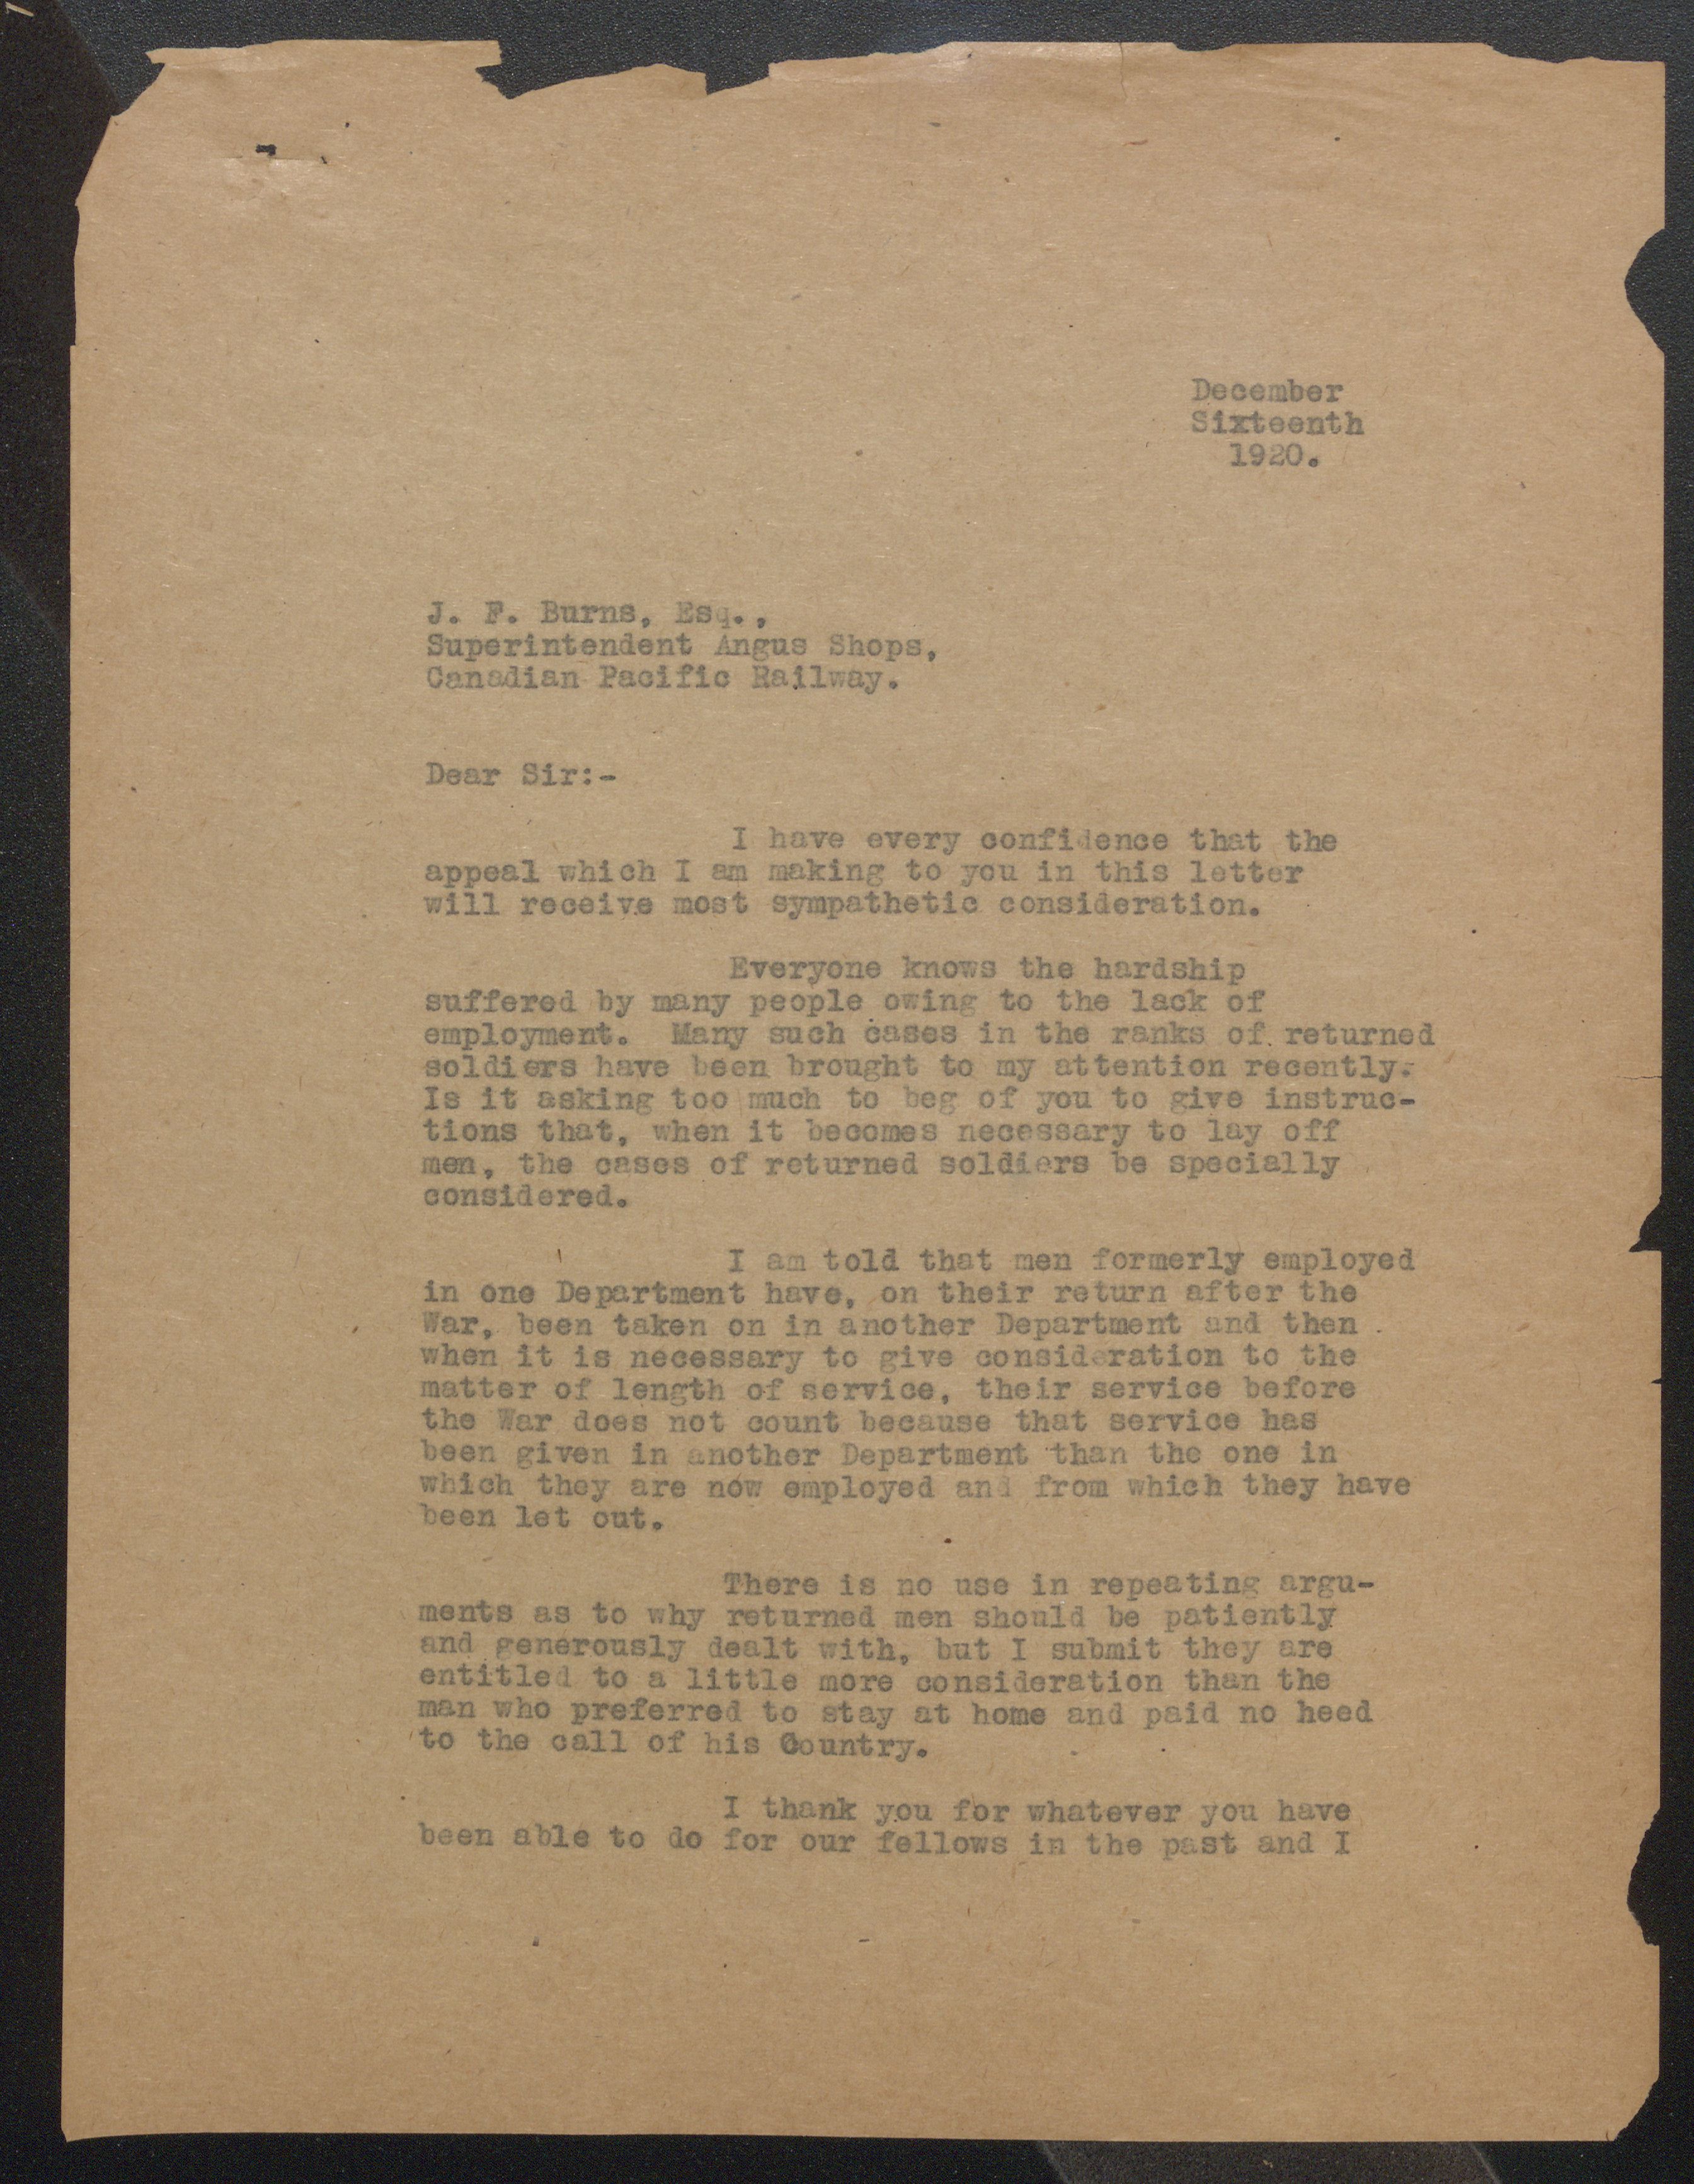 December
Sixteenth
1920.
J. F. Burns, Esq.,
Superintendent Angus Shops,
Canadian Pacific Railway.
Dear Sir:-
I have every confidence that the
appeal which I am making to you in this letter
will receive most sympathetic consideration.
Everyone knows the hardship
suffered by many people owing to the lack of
employment. Many such cases in the ranks of returned
soldiers have been brought to my attention recently.
Is it asking too much to beg of you to give instruc-
tions that, when it becomes necessary to lay off
men, the cases of returned soldiers be specially
considered.
I am told that men formerly employed
in one Department have, on their return after the
War, been taken on in another Department and then
when it is necessary to give consideration to the
matter of length of service, their service before
the War does not count because that service has
been given in another Department than the one in
which they are now employed and from which they have
been let out.
There is no use in repeating argu-
ments as to why returned men should be patiently
and generously dealt with, but I submit they are
entitled to a little more consideration than the
man who preferred to stay at home and paid no heed
to the call of his Country.
I thank you for whatever you have
been able to do for our fellows in the past and I